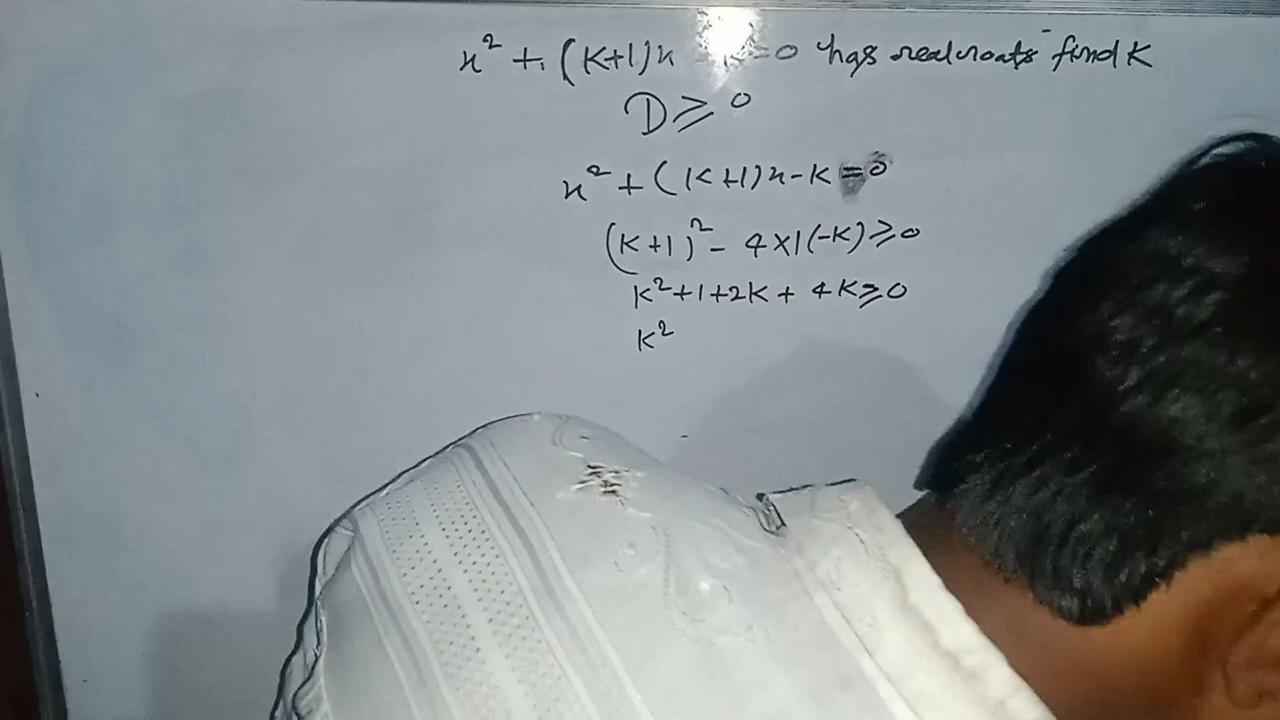 x² + (K+1)x - K=0 has real roots find K
D ≥ 0
x² + (K+1)x - K = 0
(K+1)² - 4×1(-K) ≥ 0
K²+1+2K + 4K ≥ 0
K²